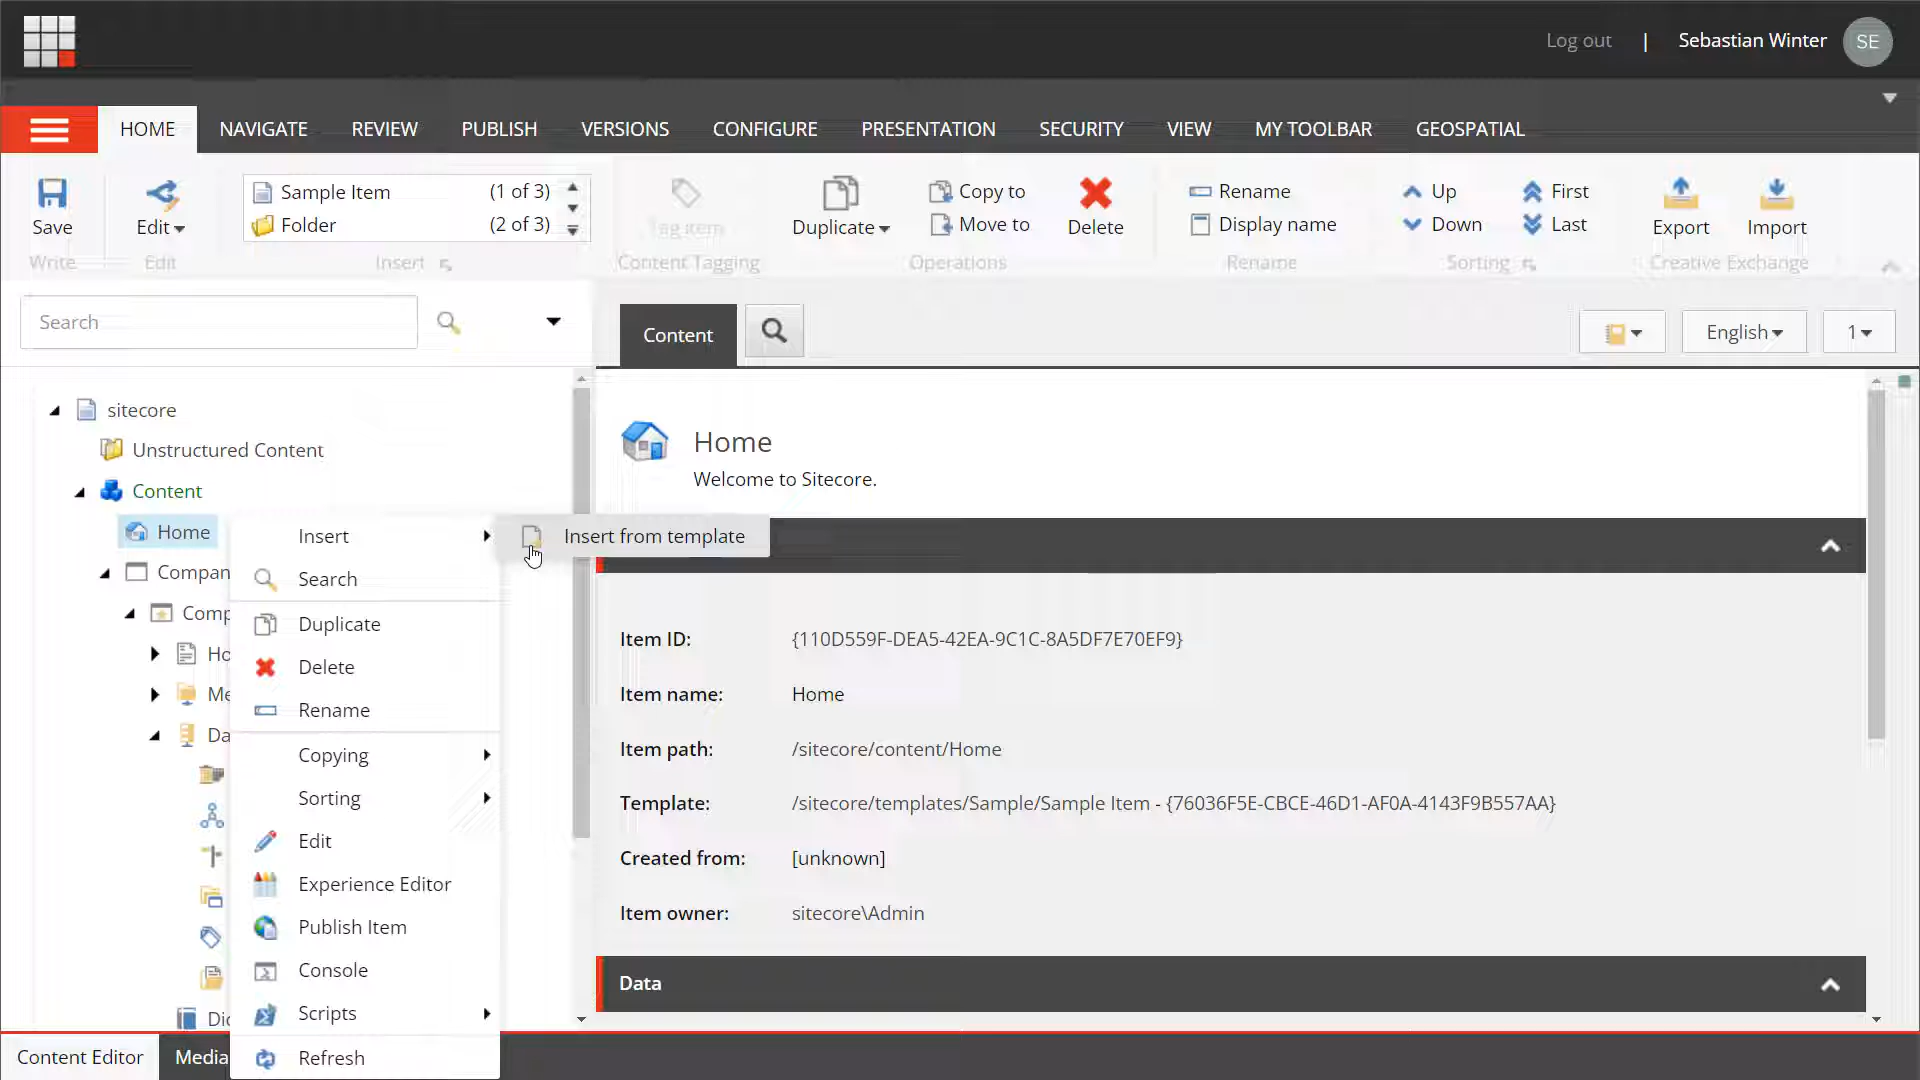 Log out | Sebastian Winter SE
HOME NAVIGATE REVIEW PUBLISH VERSIONS CONFIGURE PRESENTATION SECURITY VIEW MY TOOLBAR GEOSPATIAL
Sample Item (1 of 3)
Folder (2 of 3)
Save
Edit
Tag item
Duplicate
Copy to
Move to
Delete
Rename
Display name
Up
Down
First
Last
Export
Import
Write Edit Insert Content Tagging Operations Rename Sorting Creative Exchange
Search
Content
English
1
sitecore
Unstructured Content
Content
Home
Compan
Comp
Ho
Me
Da
Dic
Insert
Search
Duplicate
Delete
Rename
Copying
Sorting
Edit
Experience Editor
Publish Item
Console
Scripts
Refresh
Insert from template
Home
Welcome to Sitecore.
Item ID: {110D559F-DEA5-42EA-9C1C-8A5DF7E70EF9}
Item name: Home
Item path: /sitecore/content/Home
Template: /sitecore/templates/Sample/Sample Item - {76036F5E-CBCE-46D1-AF0A-4143F9B557AA}
Created from: [unknown]
Item owner: sitecore\Admin
Data
Content Editor
Media